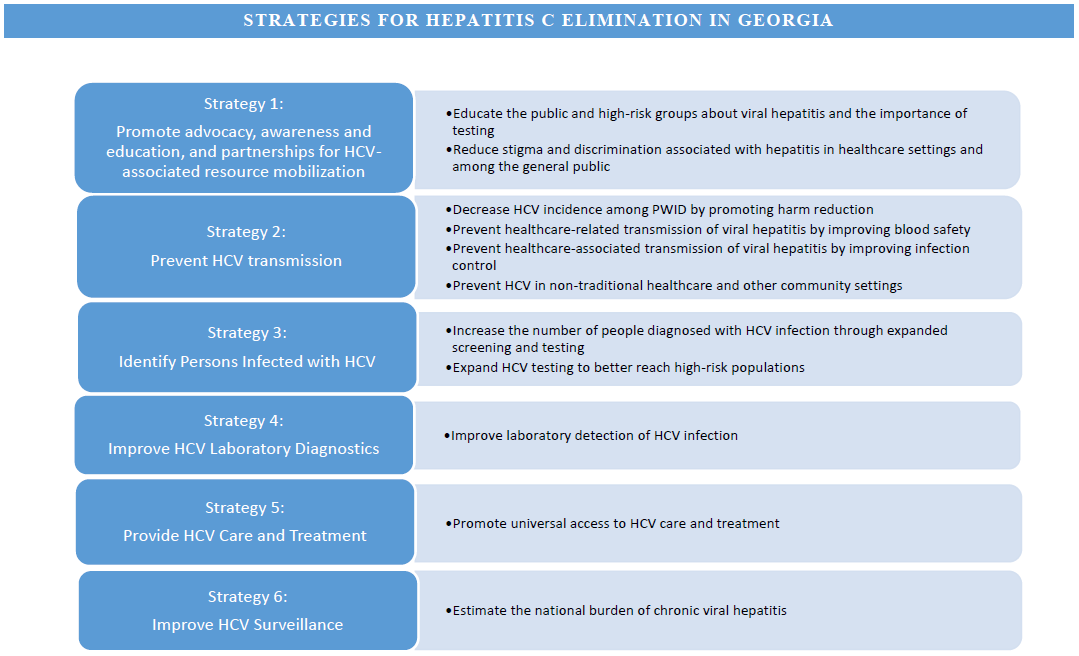 STRATEGIES FOR HEPATITIS C ELIMINATION IN GEORGIA
Strategy 1:
Promote advocacy, awareness and
education, and partnerships for HCV-
associated resource mobilization
•Educate the public and high-risk groups about viral hepatitis and the importance of
testing
•Reduce stigma and discrimination associated with hepatitis in healthcare settings and
among the general public
Strategy 2:
Prevent HCV transmission
•Decrease HCV incidence among PWID by promoting harm reduction
•Prevent healthcare-related transmission of viral hepatitis by improving blood safety
•Prevent healthcare-associated transmission of viral hepatitis by improving infection
control
•Prevent HCV in non-traditional healthcare and other community settings
Strategy 3:
Identify Persons Infected with HCV
•Increase the number of people diagnosed with HCV infection through expanded
screening and testing
•Expand HCV testing to better reach high-risk populations
Strategy 4:
Improve HCV Laboratory Diagnostics
•Improve laboratory detection of HCV infection
Strategy 5:
Provide HCV Care and Treatment
•Promote universal access to HCV care and treatment
Strategy 6:
Improve HCV Surveillance
•Estimate the national burden of chronic viral hepatitis